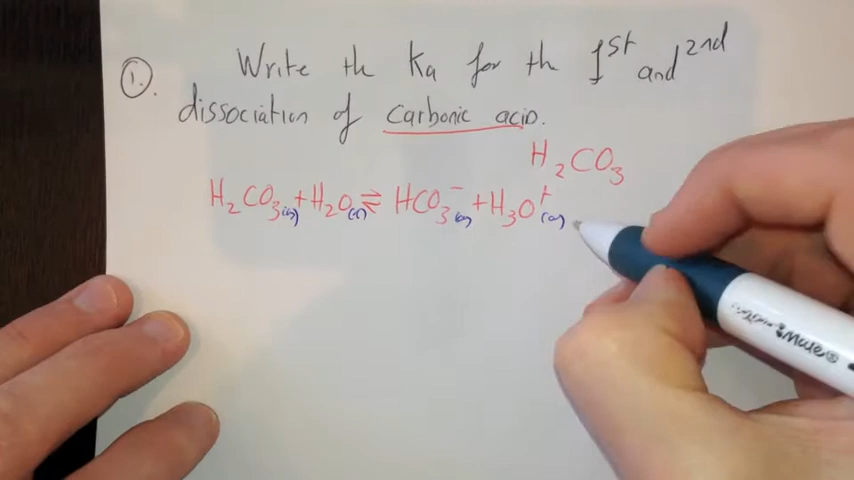 1. Write the Ka for the 1st and 2nd
dissociation of carbonic acid.
H₂CO₃
H₂CO₃(aq) + H₂O(l) ⇌ HCO₃⁻(aq) + H₃O⁺(aq)
Mate®